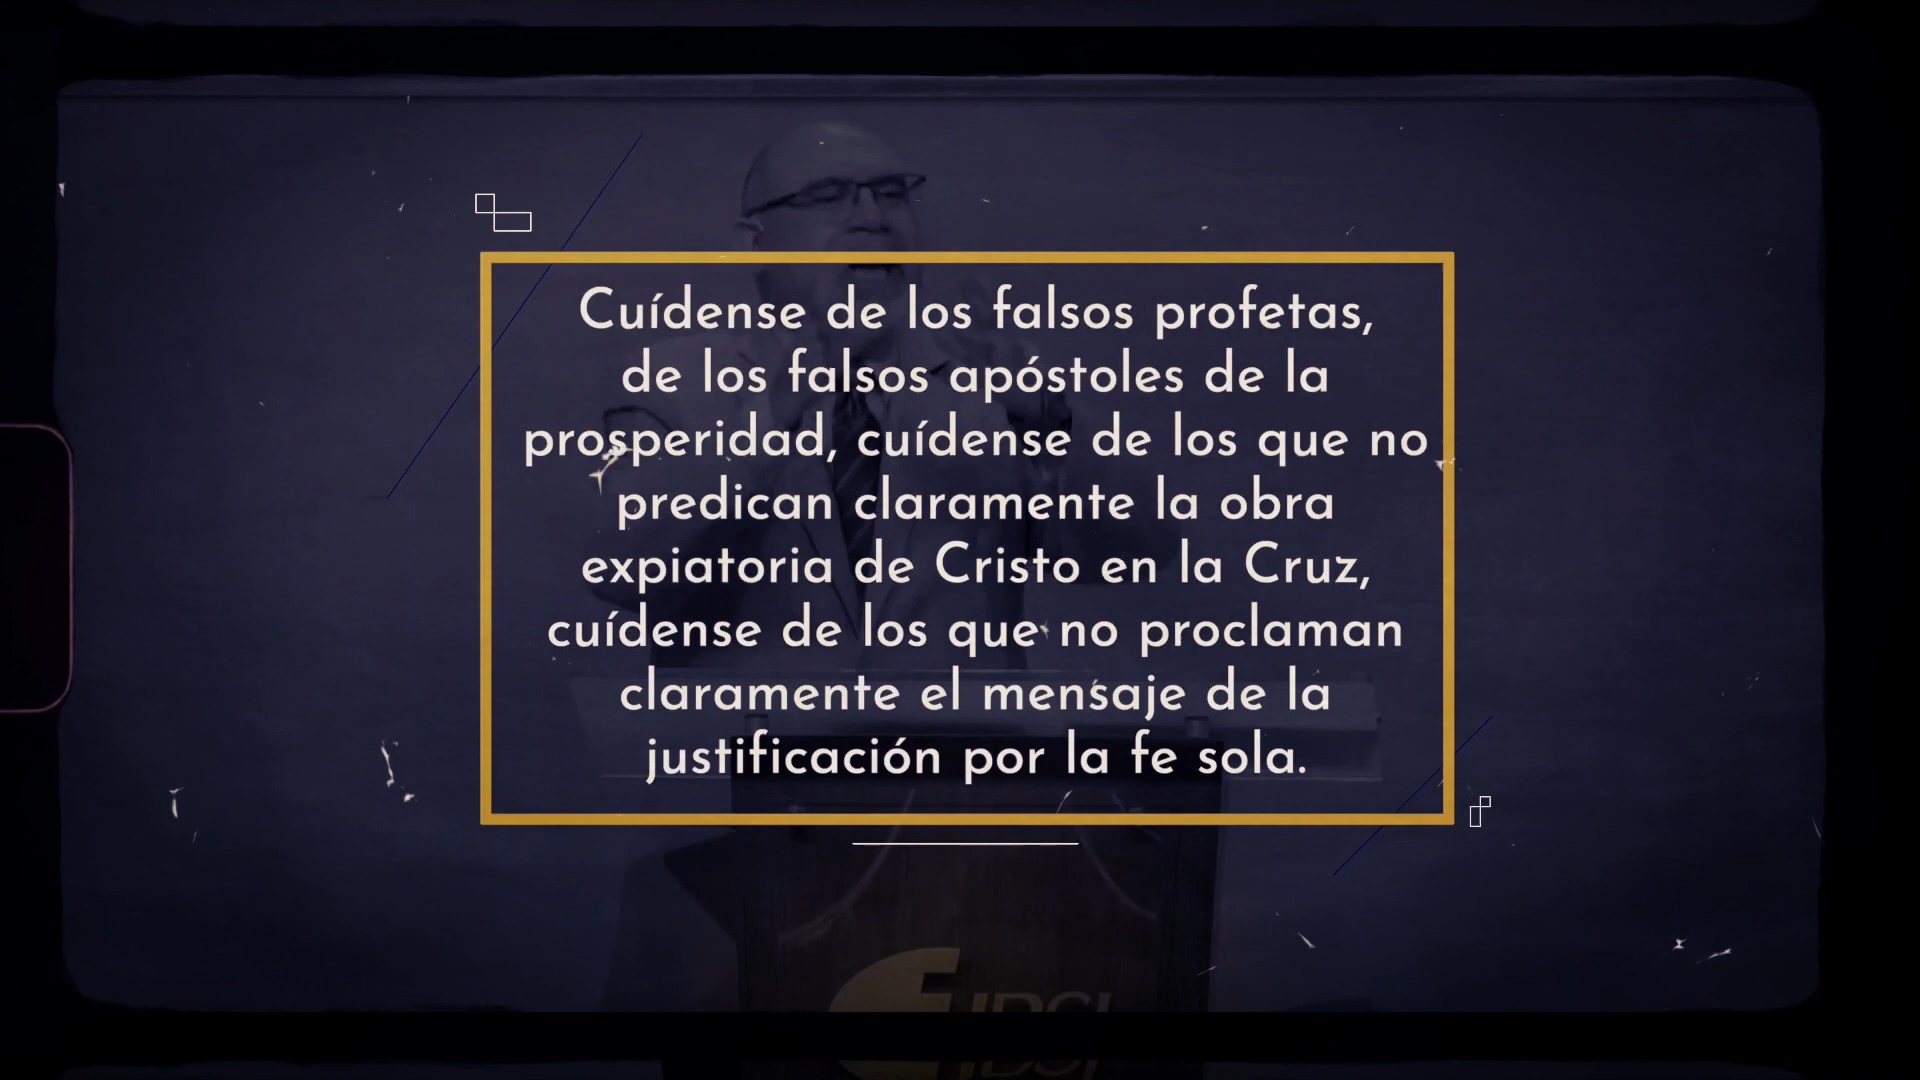 Cuídense de los falsos profetas,
de los falsos apóstoles de la
prosperidad, cuídense de los que no
predican claramente la obra
expiatoria de Cristo en la Cruz,
cuídense de los que no proclaman
claramente el mensaje de la
justificación por la fe sola.
IDSI